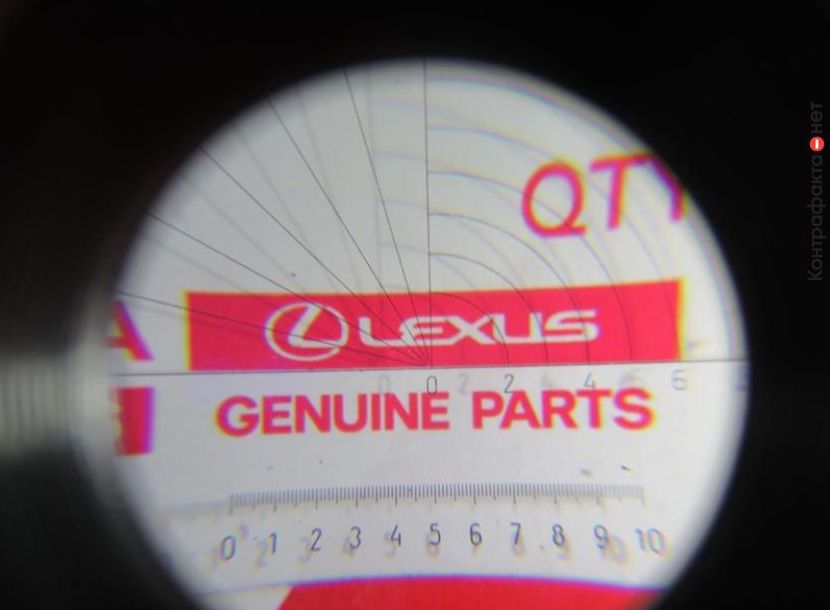 QTY
A
LEXUS
0 2 4 6
GENUINE PARTS
0 1 2 3 4 5 6 7 8 9 10
Контрафакта нет